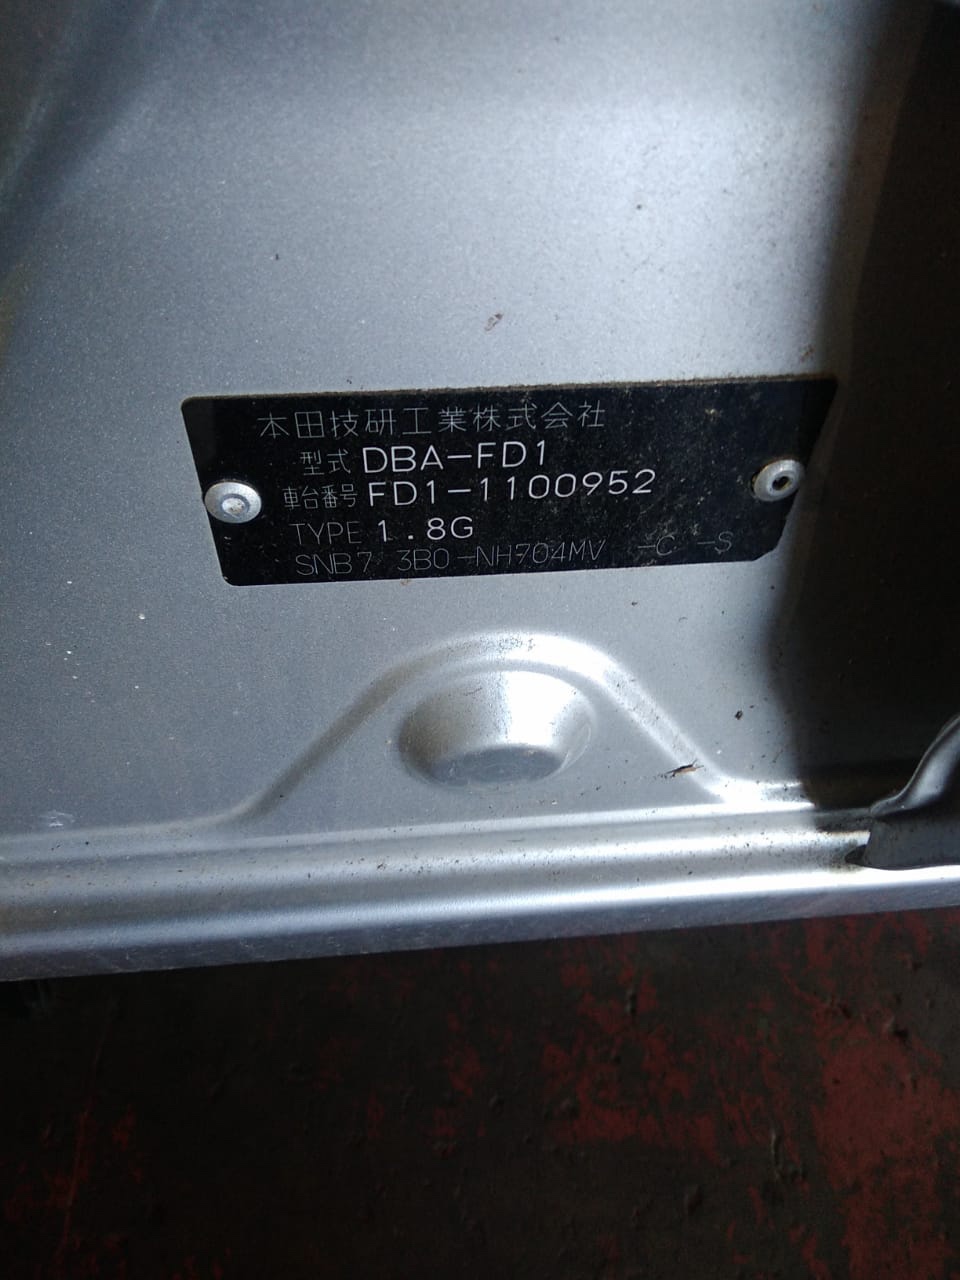 本田技研工業株式会社
型式 DBA-FD1
車台番号 FD1-1100952
TYPE 1.8G
SNB7 3B0-NH704MV -C -S